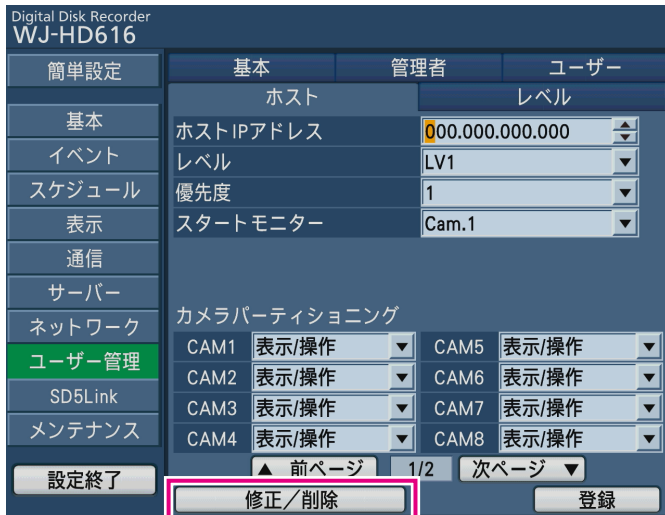 Digital Disk Recorder
WJ-HD616
簡単設定
基本
イベント
スケジュール
表示
通信
サーバー
ネットワーク
ユーザー管理
SD5Link
メンテナンス
設定終了
基本 管理者 ユーザー
ホスト レベル
ホストIPアドレス 000.000.000.000
レベル LV1
優先度 1
スタートモニター Cam.1
カメラパーティショニング
CAM1 表示/操作 CAM5 表示/操作
CAM2 表示/操作 CAM6 表示/操作
CAM3 表示/操作 CAM7 表示/操作
CAM4 表示/操作 CAM8 表示/操作
▲ 前ページ 1/2 次ページ ▼
修正／削除 登録